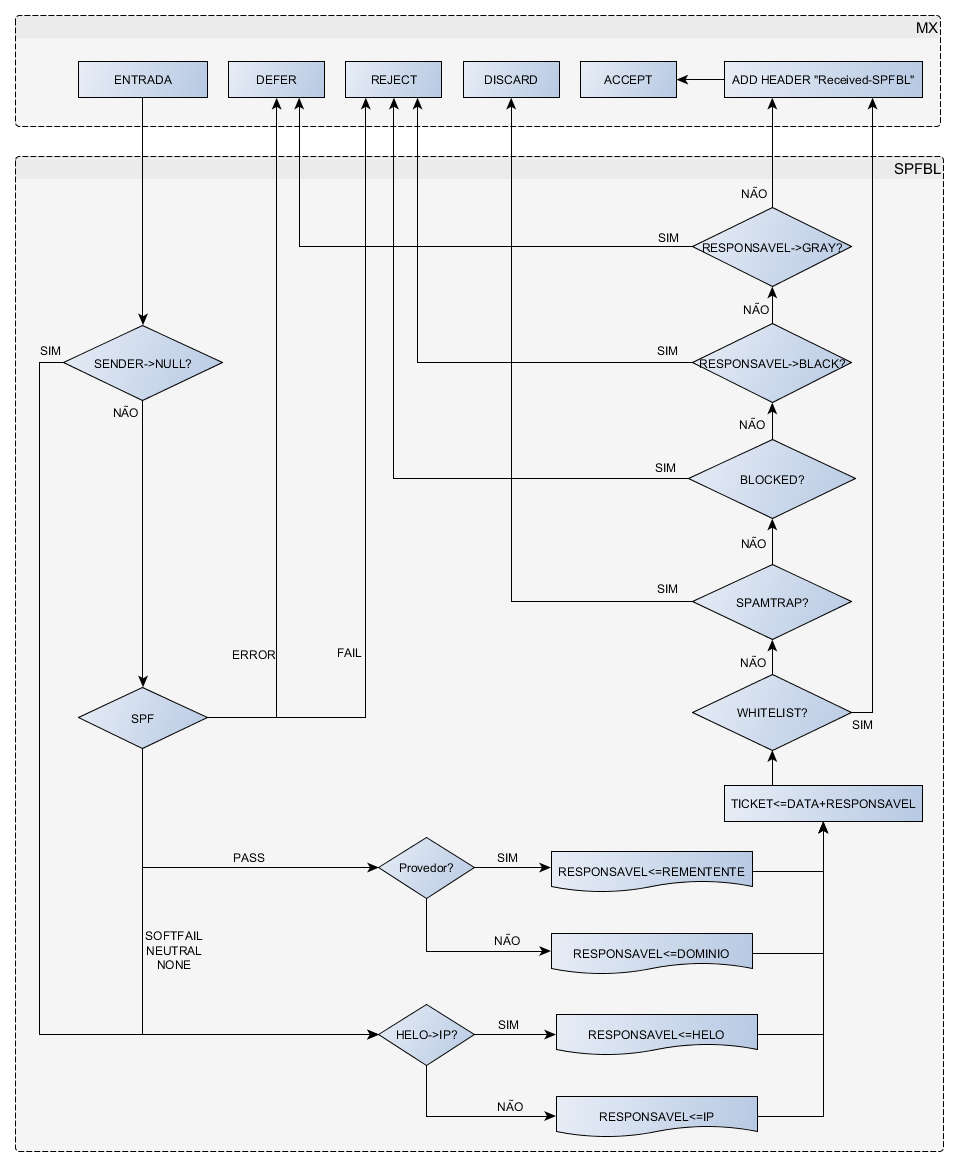 MX
ENTRADA
DEFER
REJECT
DISCARD
ACCEPT
ADD HEADER "Received-SPFBL"
SPFBL
NÃO
SIM
RESPONSAVEL->GRAY?
NÃO
SIM
SIM
SENDER->NULL?
RESPONSAVEL->BLACK?
NÃO
NÃO
SIM
BLOCKED?
NÃO
SIM
SPAMTRAP?
ERROR
FAIL
NÃO
SPF
WHITELIST?
SIM
TICKET<=DATA+RESPONSAVEL
PASS
Provedor?
SIM
RESPONSAVEL<=REMENTENTE
SOFTFAIL
NEUTRAL
NONE
NÃO
RESPONSAVEL<=DOMINIO
HELO->IP?
SIM
RESPONSAVEL<=HELO
NÃO
RESPONSAVEL<=IP